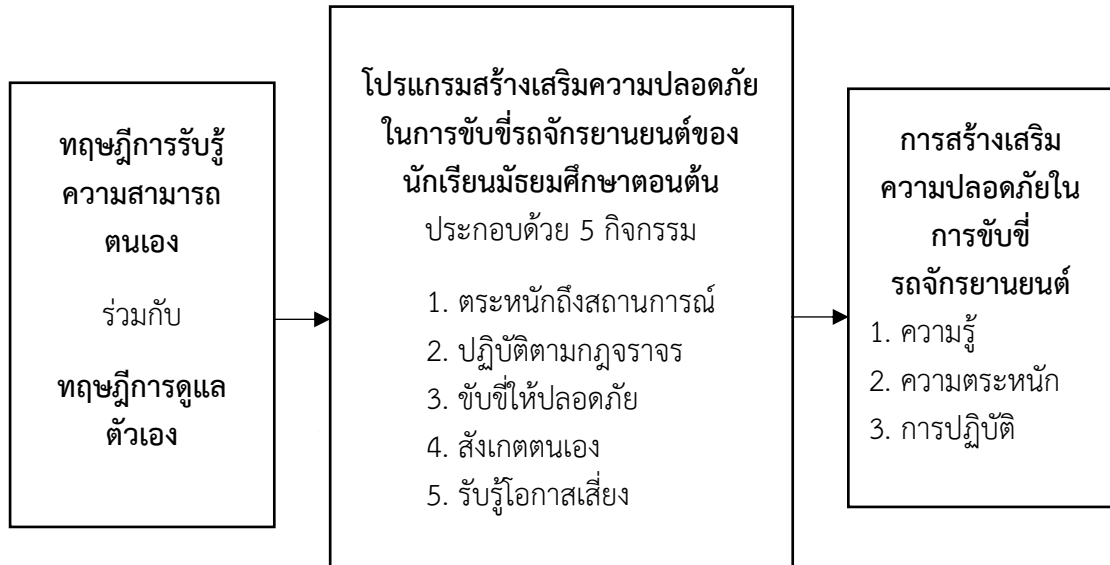 ทฤษฎีการรับรู้
ความสามารถ
ตนเอง
ร่วมกับ
ทฤษฎีการดูแล
ตัวเอง
โปรแกรมสร้างเสริมความปลอดภัย
ในการขับขี่รถจักรยานยนต์ของ
นักเรียนมัธยมศึกษาตอนต้น
ประกอบด้วย 5 กิจกรรม
1. ตระหนักถึงสถานการณ์
2. ปฏิบัติตามกฎจราจร
3. ขับขี่ให้ปลอดภัย
4. สังเกตตนเอง
5. รับรู้โอกาสเสี่ยง
การสร้างเสริม
ความปลอดภัยใน
การขับขี่
รถจักรยานยนต์
1. ความรู้
2. ความตระหนัก
3. การปฏิบัติ